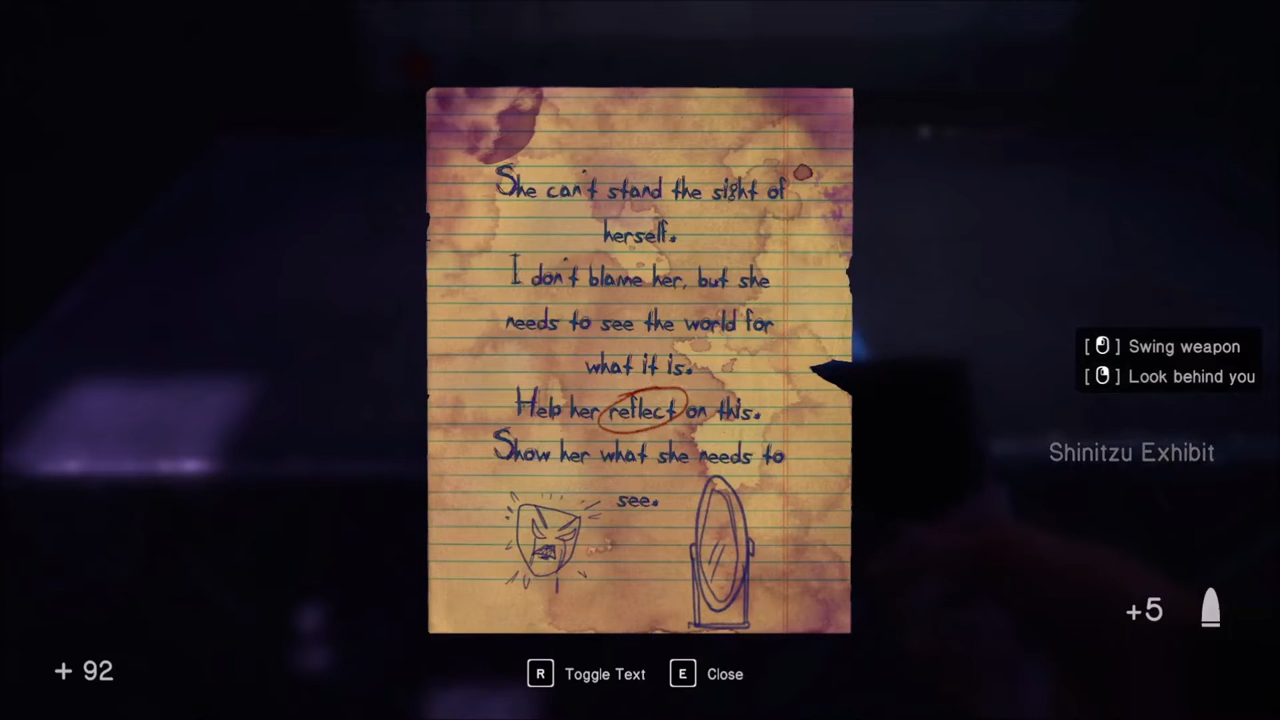 She can't stand the sight of
herself.
I don't blame her, but she
needs to see the world for
what it is.
Help her reflect on this.
Show her what she needs to
see.
[ ] Swing weapon
[ ] Look behind you
Shinitzu Exhibit
+5
+ 92
R Toggle Text E Close